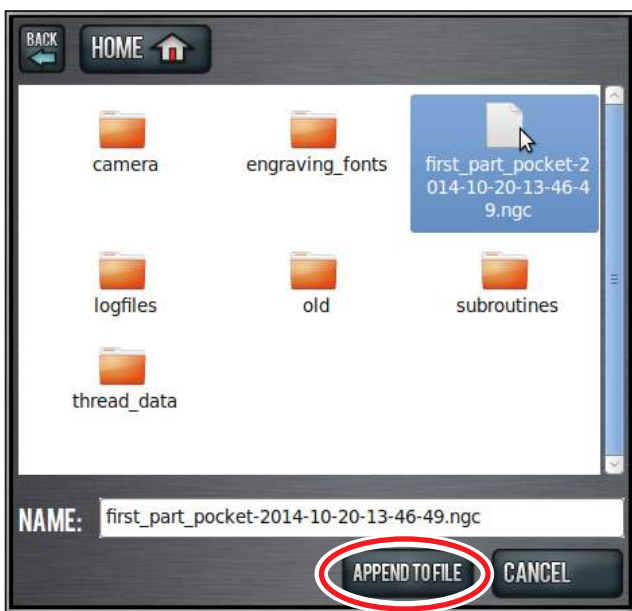 BACK
HOME
camera
engraving_fonts
first_part_pocket-2
014-10-20-13-46-4
9.ngc
logfiles
old
subroutines
thread_data
NAME: first_part_pocket-2014-10-20-13-46-49.ngc
APPEND TO FILE
CANCEL